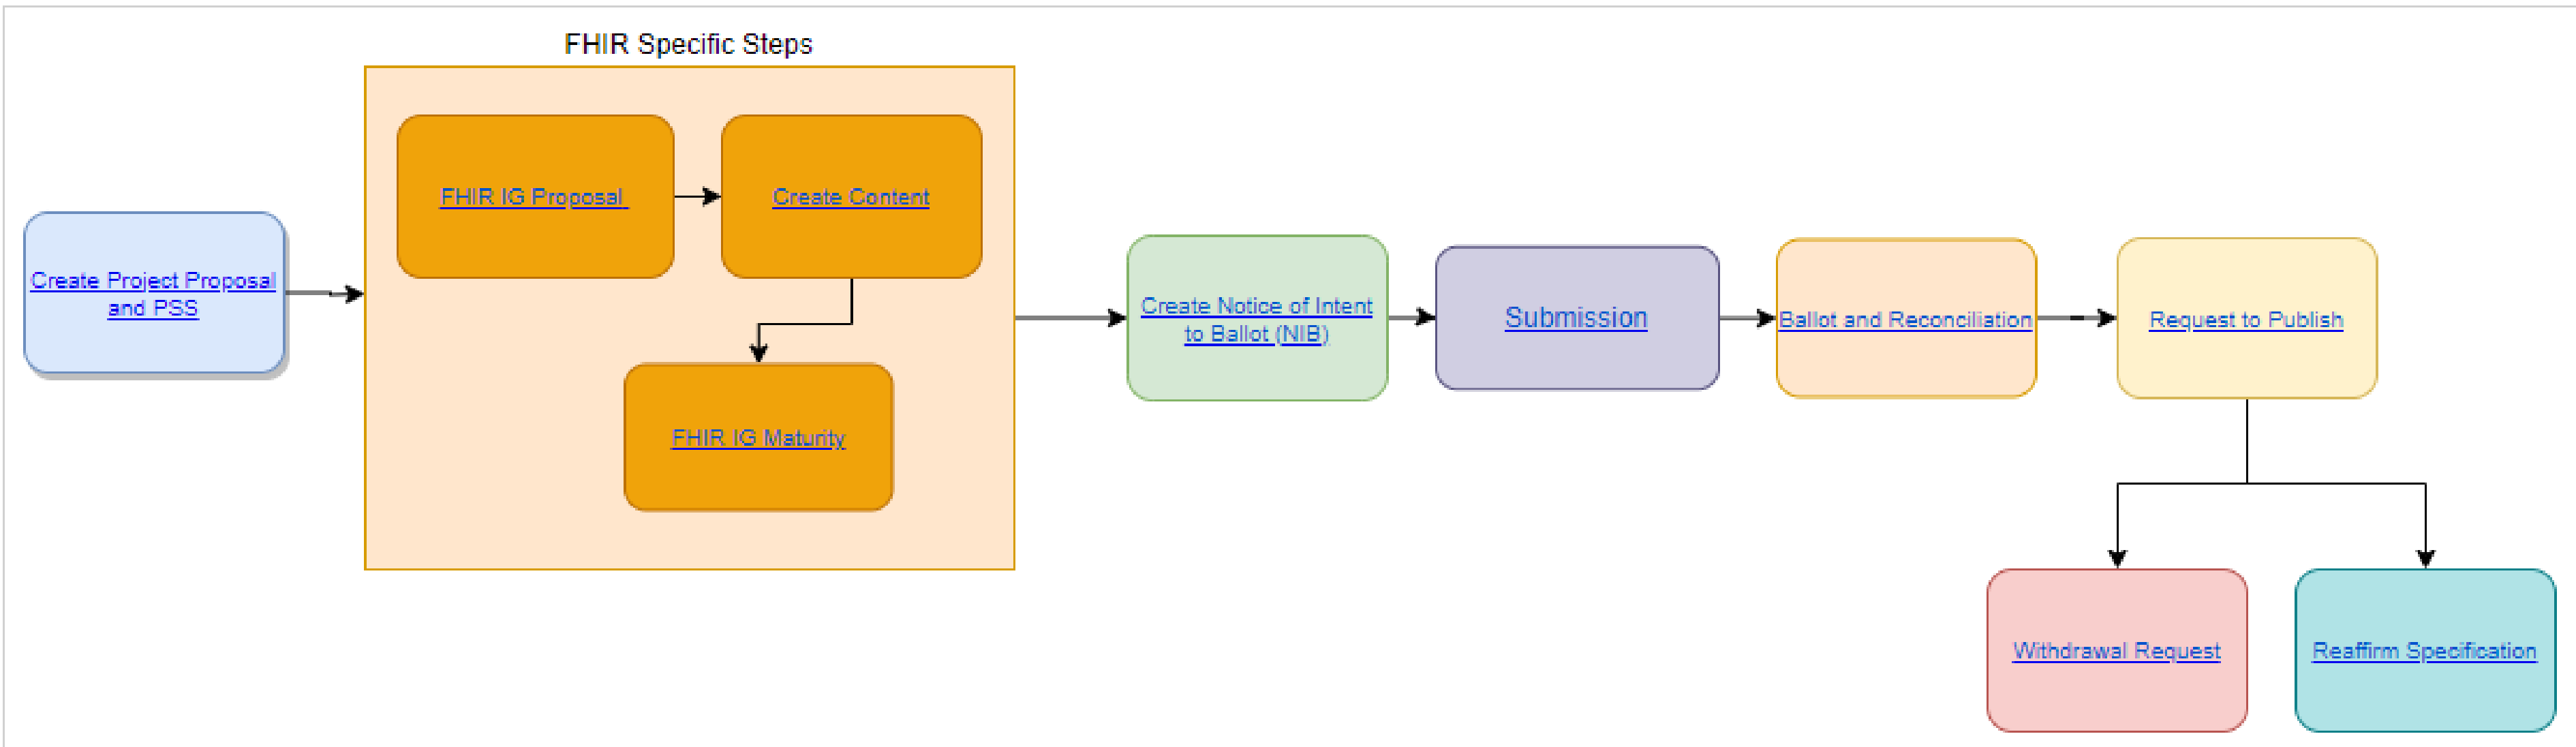 FHIR Specific Steps
FHIR IG Proposal
Create Content
Create Project Proposal
and PSS
Create Notice of Intent
to Ballot (NIB)
Submission
Ballot and Reconciliation
Request to Publish
FHIR IG Maturity
Withdrawal Request
Reaffirm Specification